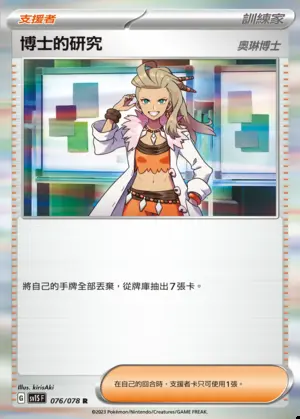 支援者
訓練家
博士的研究
奧琳博士
將自己的手牌全部丟棄，從牌庫抽出7張卡。
Illus. kirisAki
G SV1S F 076/078 R
在自己的回合時，支援者卡只可使用1張。
©2023 Pokémon/Nintendo/Creatures/GAME FREAK.